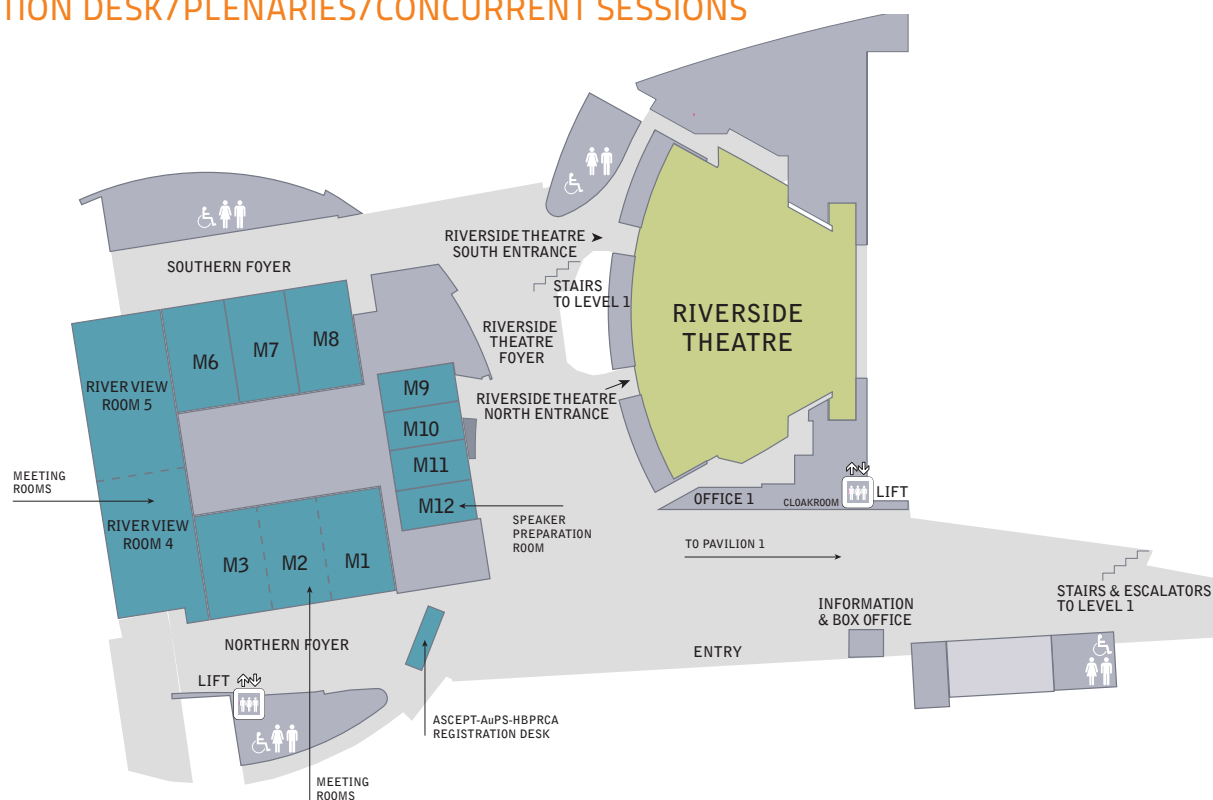 TION DESK/PLENARIES/CONCURRENT SESSIONS
RIVERSIDE THEATRE
SOUTH ENTRANCE
SOUTHERN FOYER
STAIRS
TO LEVEL 1
RIVERSIDE
THEATRE
RIVERSIDE
THEATRE
FOYER
M8
M7
M6
RIVER VIEW
ROOM 5
M9
RIVERSIDE THEATRE
NORTH ENTRANCE
M10
M11
MEETING
ROOMS
M12
OFFICE 1
CLOAKROOM
LIFT
RIVER VIEW
ROOM 4
SPEAKER
PREPARATION
ROOM
TO PAVILION 1
M3
M2
M1
STAIRS & ESCALATORS
TO LEVEL 1
INFORMATION
& BOX OFFICE
NORTHERN FOYER
ENTRY
LIFT
ASCEPT-AuPS-HBPRCA
REGISTRATION DESK
MEETING
ROOMS